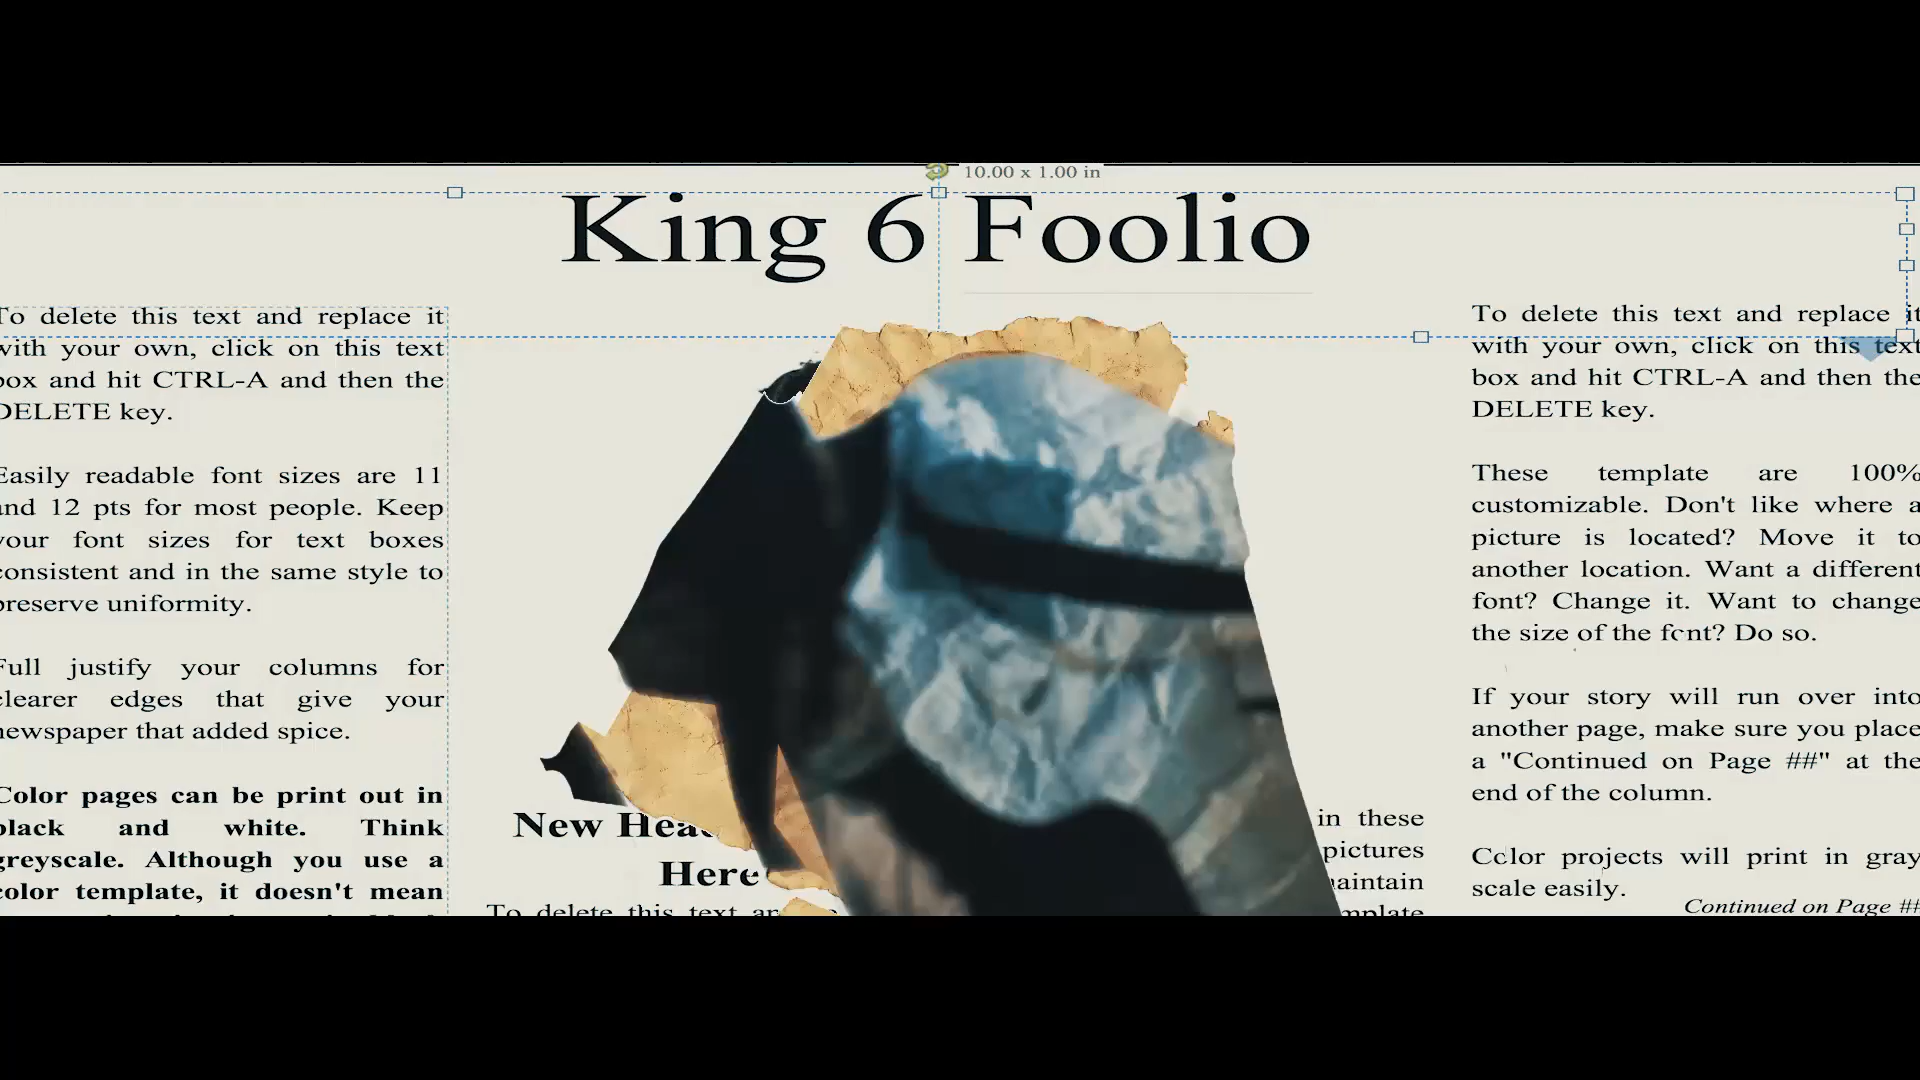 10.00 x 1.00 in
King 6 Foolio
To delete this text and replace it
with your own, click on this text
box and hit CTRL-A and then the
DELETE key.
Easily readable font sizes are 11
and 12 pts for most people. Keep
your font sizes for text boxes
consistent and in the same style to
preserve uniformity.
Full justify your columns for
clearer edges that give your
newspaper that added spice.
Color pages can be print out in
black and white. Think
greyscale. Although you use a
color template, it doesn't mean
New
Here
To delete this text
in these
pictures
To delete this text and replace it
with your own, click on this text
box and hit CTRL-A and then the
DELETE key.
These template are 100%
customizable. Don't like where a
picture is located? Move it to
another location. Want a different
font? Change it. Want to change
the size of the font? Do so.
If your story will run over into
another page, make sure you place
a "Continued on Page ##" at the
end of the column.
Color projects will print in gray
scale easily.
Continued on Page ##